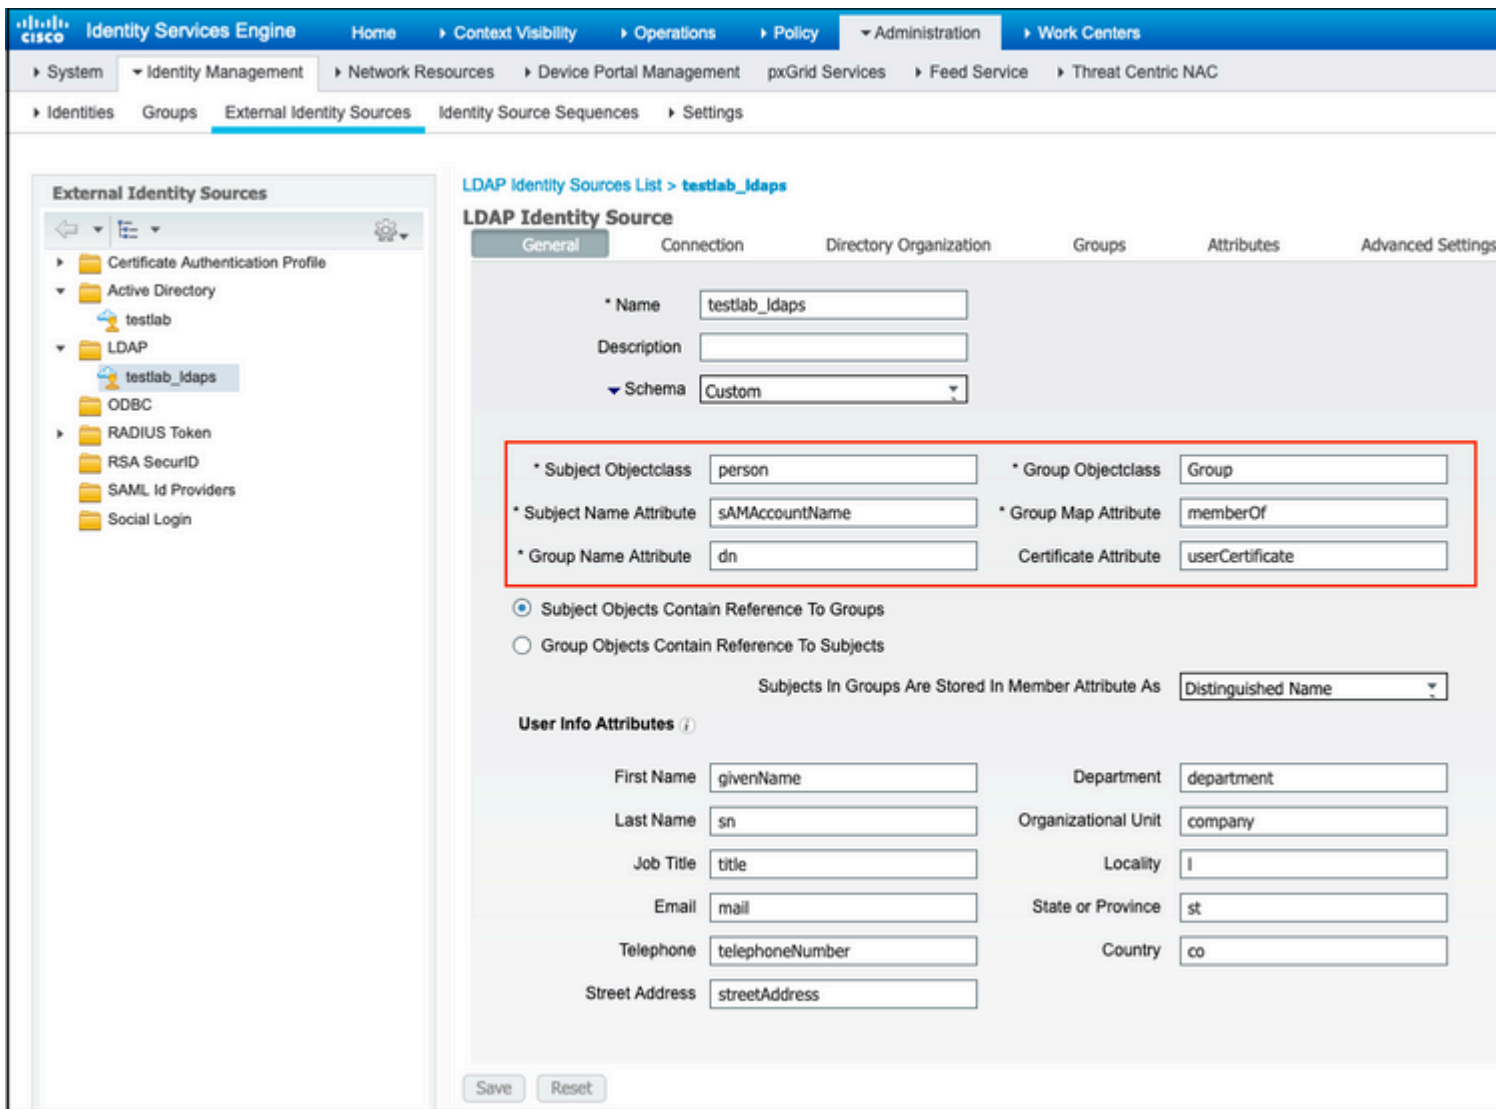 cisco Identity Services Engine Home Context Visibility Operations Policy Administration Work Centers
System Identity Management Network Resources Device Portal Management pxGrid Services Feed Service Threat Centric NAC
Identities Groups External Identity Sources Identity Source Sequences Settings
External Identity Sources
Certificate Authentication Profile
Active Directory
testlab
LDAP
testlab_ldaps
ODBC
RADIUS Token
RSA SecurID
SAML Id Providers
Social Login
LDAP Identity Sources List > testlab_ldaps
LDAP Identity Source
General Connection Directory Organization Groups Attributes Advanced Settings
* Name testlab_ldaps
Description
Schema Custom
* Subject Objectclass person * Group Objectclass Group
* Subject Name Attribute sAMAccountName * Group Map Attribute memberOf
* Group Name Attribute dn Certificate Attribute userCertificate
Subject Objects Contain Reference To Groups
Group Objects Contain Reference To Subjects
Subjects In Groups Are Stored In Member Attribute As Distinguished Name
User Info Attributes i
First Name givenName Department department
Last Name sn Organizational Unit company
Job Title title Locality l
Email mail State or Province st
Telephone telephoneNumber Country co
Street Address streetAddress
Save Reset